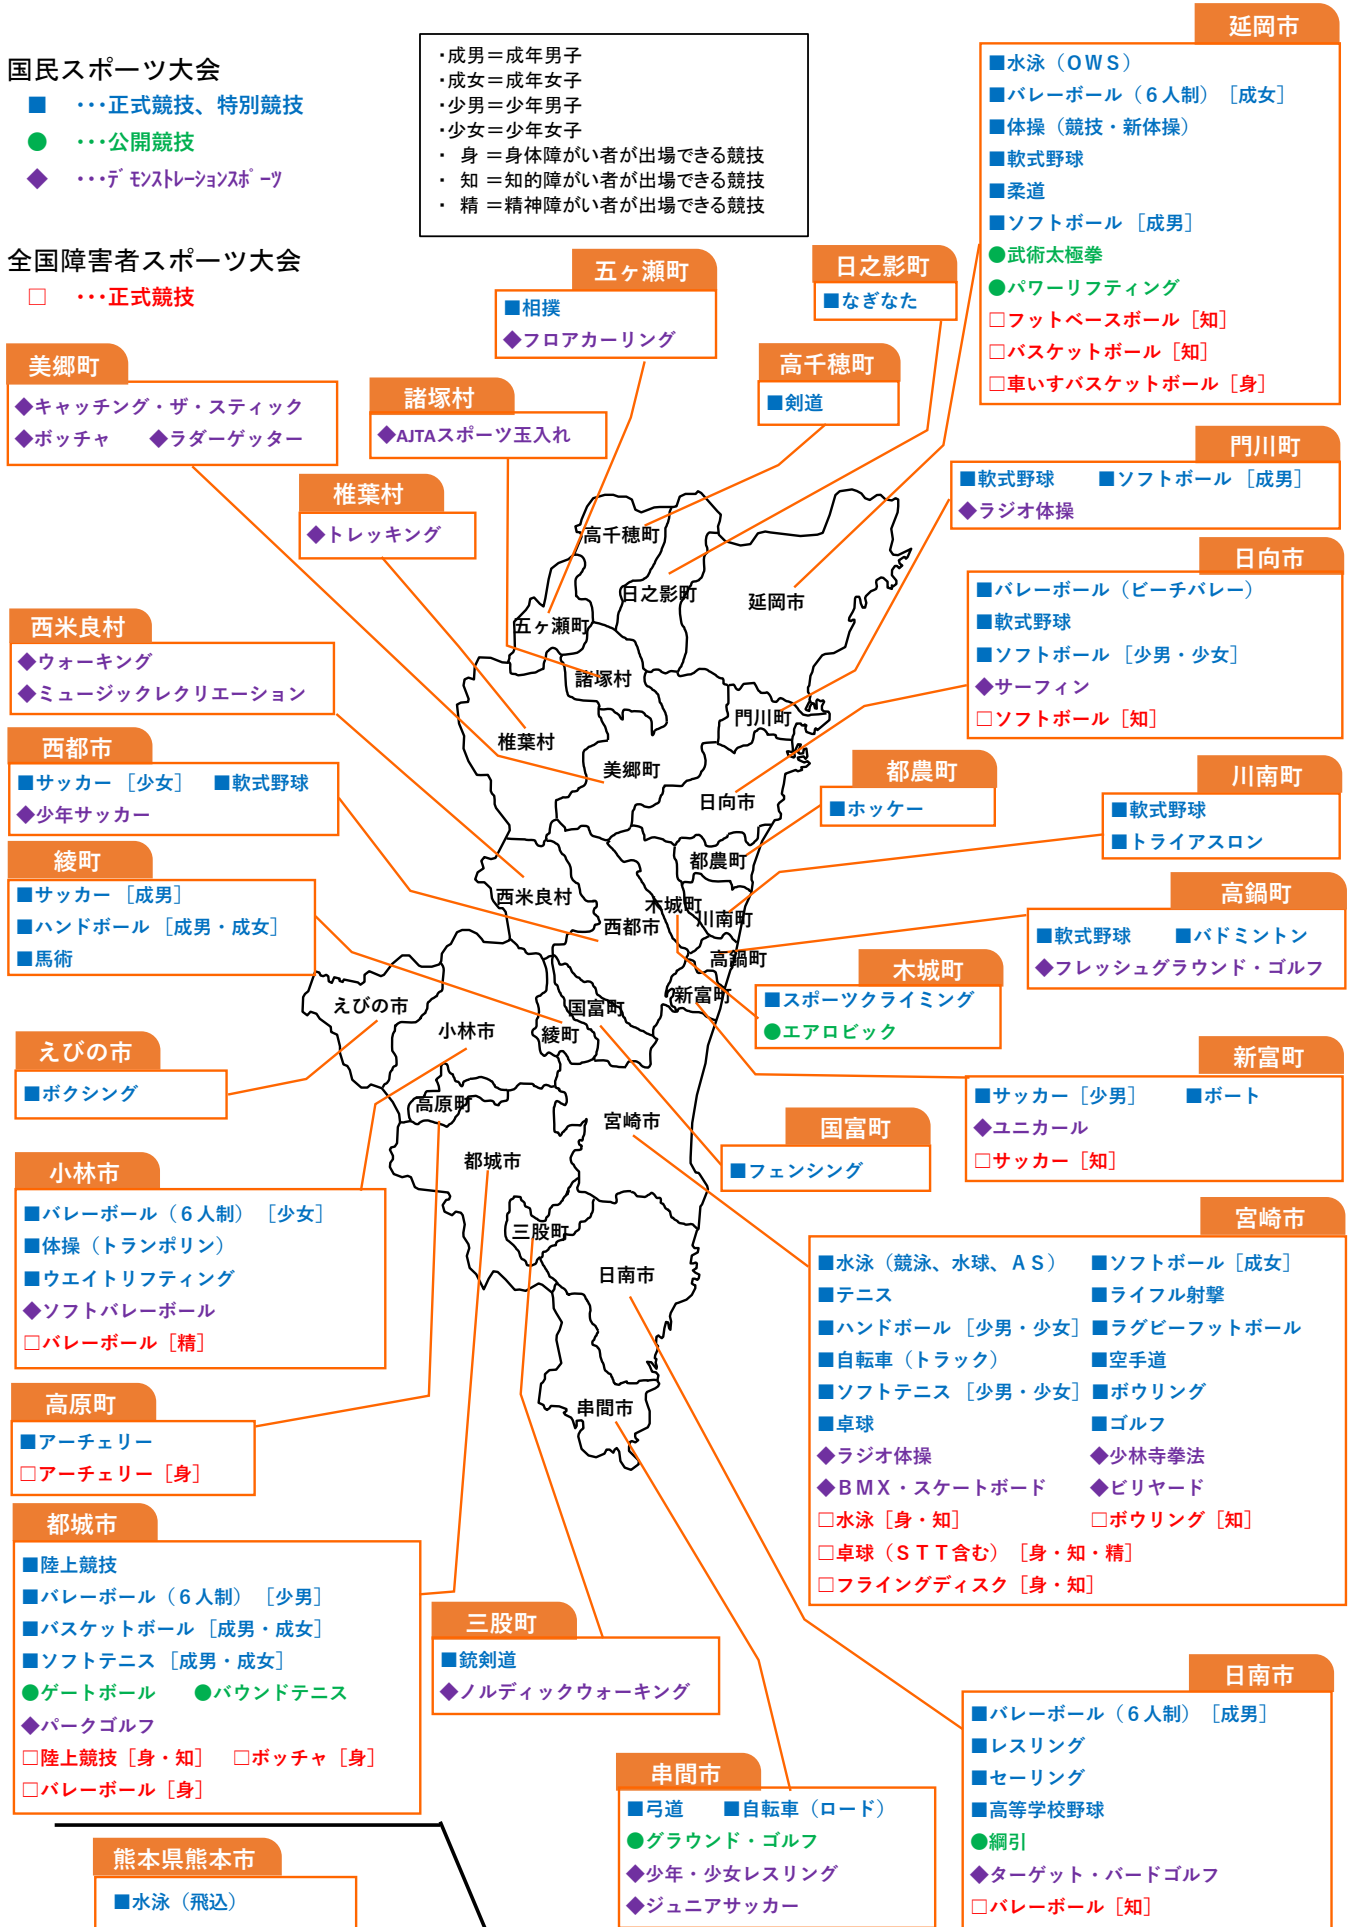 国民スポーツ大会
■ ・・・正式競技、特別競技
● ・・・公開競技
◆ ・・・デモンストレーションスポーツ
全国障害者スポーツ大会
□ ・・・正式競技
・成男＝成年男子
・成女＝成年女子
・少男＝少年男子
・少女＝少年女子
・ 身 ＝身体障がい者が出場できる競技
・ 知 ＝知的障がい者が出場できる競技
・ 精 ＝精神障がい者が出場できる競技
延岡市
■水泳（OWS）
■バレーボール（６人制）［成女］
■体操（競技・新体操）
■軟式野球
■柔道
■ソフトボール［成男］
●武術太極拳
●パワーリフティング
□フットベースボール［知］
□バスケットボール［知］
□車いすバスケットボール［身］
五ヶ瀬町
■相撲
◆フロアカーリング
日之影町
■なぎなた
高千穂町
■剣道
美郷町
◆キャッチング・ザ・スティック
◆ボッチャ ◆ラダーゲッター
諸塚村
◆AJTAスポーツ玉入れ
椎葉村
◆トレッキング
門川町
■軟式野球 ■ソフトボール［成男］
◆ラジオ体操
日向市
■バレーボール（ビーチバレー）
■軟式野球
■ソフトボール［少男・少女］
◆サーフィン
□ソフトボール［知］
西米良村
◆ウォーキング
◆ミュージックレクリエーション
西都市
■サッカー［少女］ ■軟式野球
◆少年サッカー
都農町
■ホッケー
川南町
■軟式野球
■トライアスロン
綾町
■サッカー［成男］
■ハンドボール［成男・成女］
■馬術
高鍋町
■軟式野球 ■バドミントン
◆フレッシュグラウンド・ゴルフ
木城町
■スポーツクライミング
●エアロビック
えびの市
■ボクシング
新富町
■サッカー［少男］ ■ボート
◆ユニカール
□サッカー［知］
国富町
■フェンシング
小林市
■バレーボール（６人制）［少女］
■体操（トランポリン）
■ウエイトリフティング
◆ソフトバレーボール
□バレーボール［精］
宮崎市
■水泳（競泳、水球、ＡＳ） ■ソフトボール［成女］
■テニス ■ライフル射撃
■ハンドボール［少男・少女］ ■ラグビーフットボール
■自転車（トラック） ■空手道
■ソフトテニス［少男・少女］ ■ボウリング
■卓球 ■ゴルフ
◆ラジオ体操 ◆少林寺拳法
◆ＢＭＸ・スケートボード ◆ビリヤード
□水泳［身・知］ □ボウリング［知］
□卓球（ＳＴＴ含む）［身・知・精］
□フライングディスク［身・知］
高原町
■アーチェリー
□アーチェリー［身］
都城市
■陸上競技
■バレーボール（６人制）［少男］
■バスケットボール［成男・成女］
■ソフトテニス［成男・成女］
●ゲートボール ●バウンドテニス
◆パークゴルフ
□陸上競技［身・知］ □ボッチャ［身］
□バレーボール［身］
三股町
■銃剣道
◆ノルディックウォーキング
日南市
■バレーボール（６人制）［成男］
■レスリング
■セーリング
■高等学校野球
●綱引
◆ターゲット・バードゴルフ
□バレーボール［知］
串間市
■弓道 ■自転車（ロード）
●グラウンド・ゴルフ
◆少年・少女レスリング
◆ジュニアサッカー
熊本県熊本市
■水泳（飛込）
高千穂町
日之影町
延岡市
五ヶ瀬町
諸塚村
門川町
椎葉村
美郷町
日向市
都農町
西米良村
木城町
川南町
西都市
高鍋町
新富町
えびの市
国富町
小林市
綾町
高原町
宮崎市
都城市
三股町
日南市
串間市